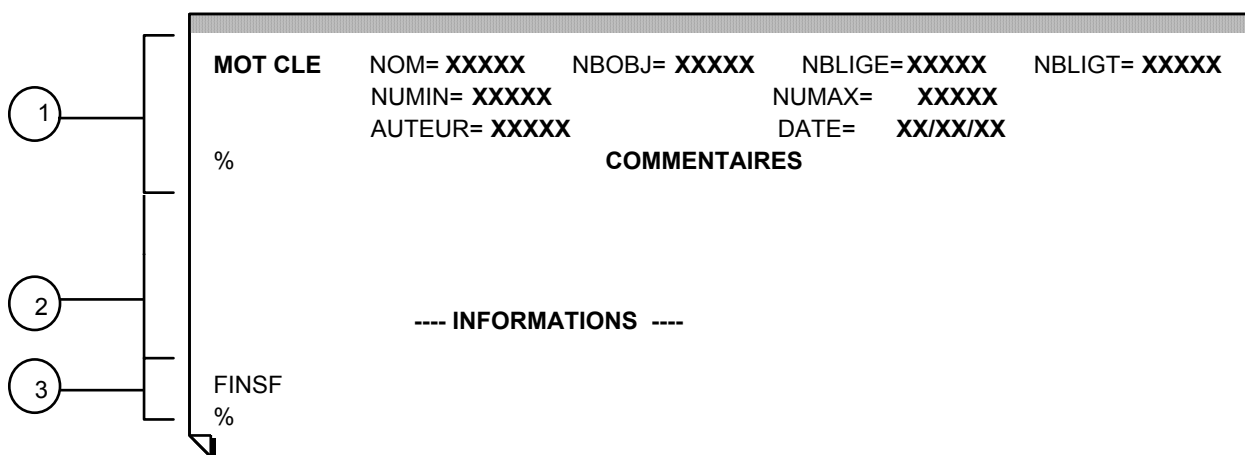 MOT CLE NOM= XXXXX NBOBJ= XXXXX NBLIGE=XXXXX NBLIGT= XXXXX
NUMIN= XXXXX NUMAX= XXXXX
1
AUTEUR= XXXXX DATE= XX/XX/XX
% COMMENTAIRES
2
---- INFORMATIONS ----
3
FINSF
%